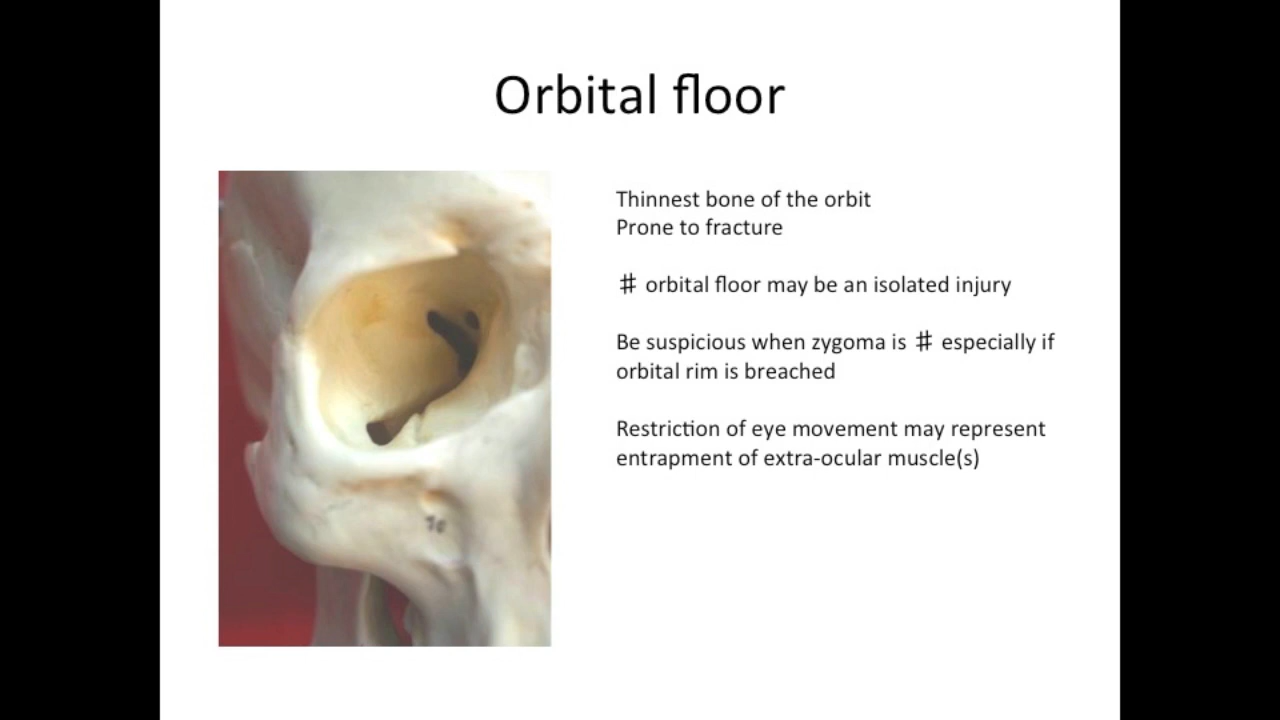 Orbital floor
Thinnest bone of the orbit
Prone to fracture
# orbital floor may be an isolated injury
Be suspicious when zygoma is # especially if
orbital rim is breached
Restriction of eye movement may represent
entrapment of extra-ocular muscle(s)